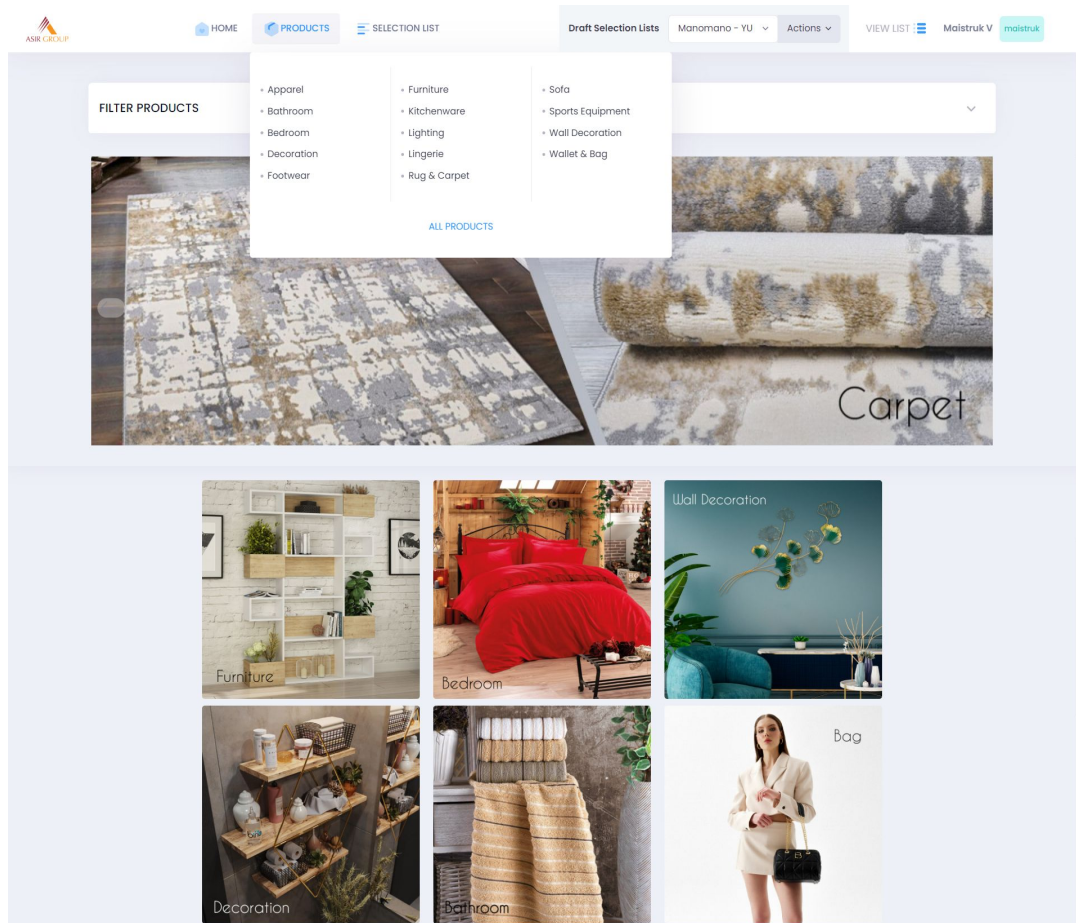 ASIR GROUP
HOME
PRODUCTS
SELECTION LIST
Draft Selection Lists
Manomano - YU
Actions
VIEW LIST
Maistruk V
maistruk
Apparel
Bathroom
Bedroom
Decoration
Footwear
Furniture
Kitchenware
Lighting
Lingerie
Rug & Carpet
Sofa
Sports Equipment
Wall Decoration
Wallet & Bag
ALL PRODUCTS
FILTER PRODUCTS
Carpet
Furniture
Bedroom
Wall Decoration
Decoration
Bathroom
Bag